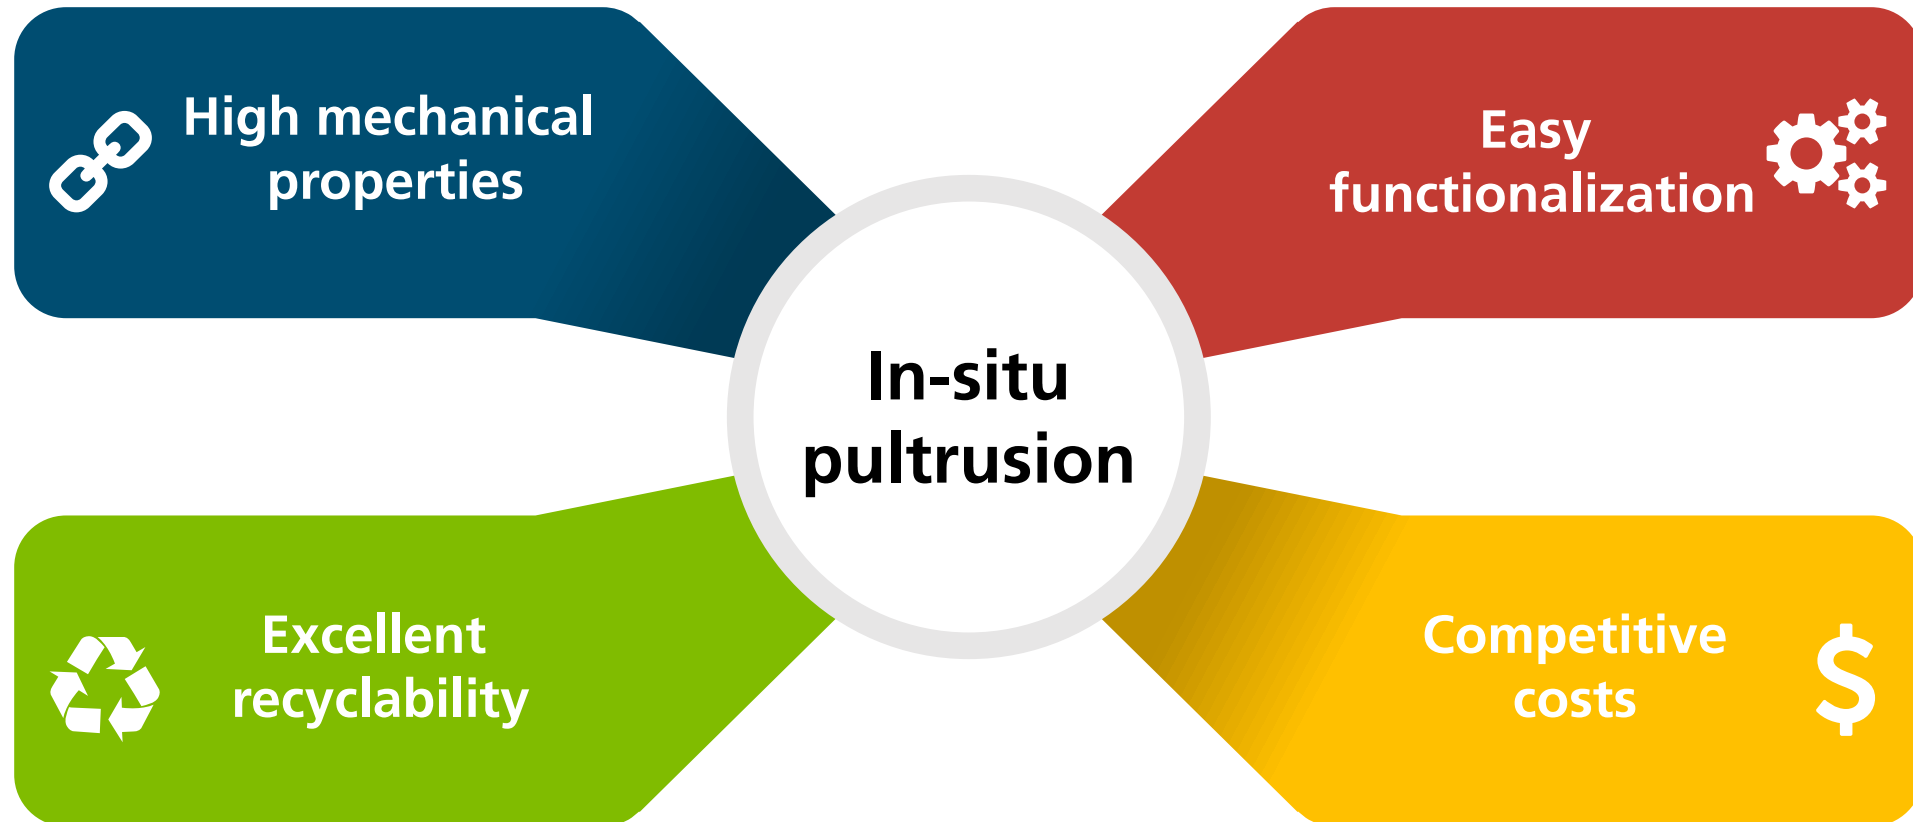 High mechanical
properties
Easy
functionalization
In-situ
pultrusion
Excellent
recyclability
Competitive
costs